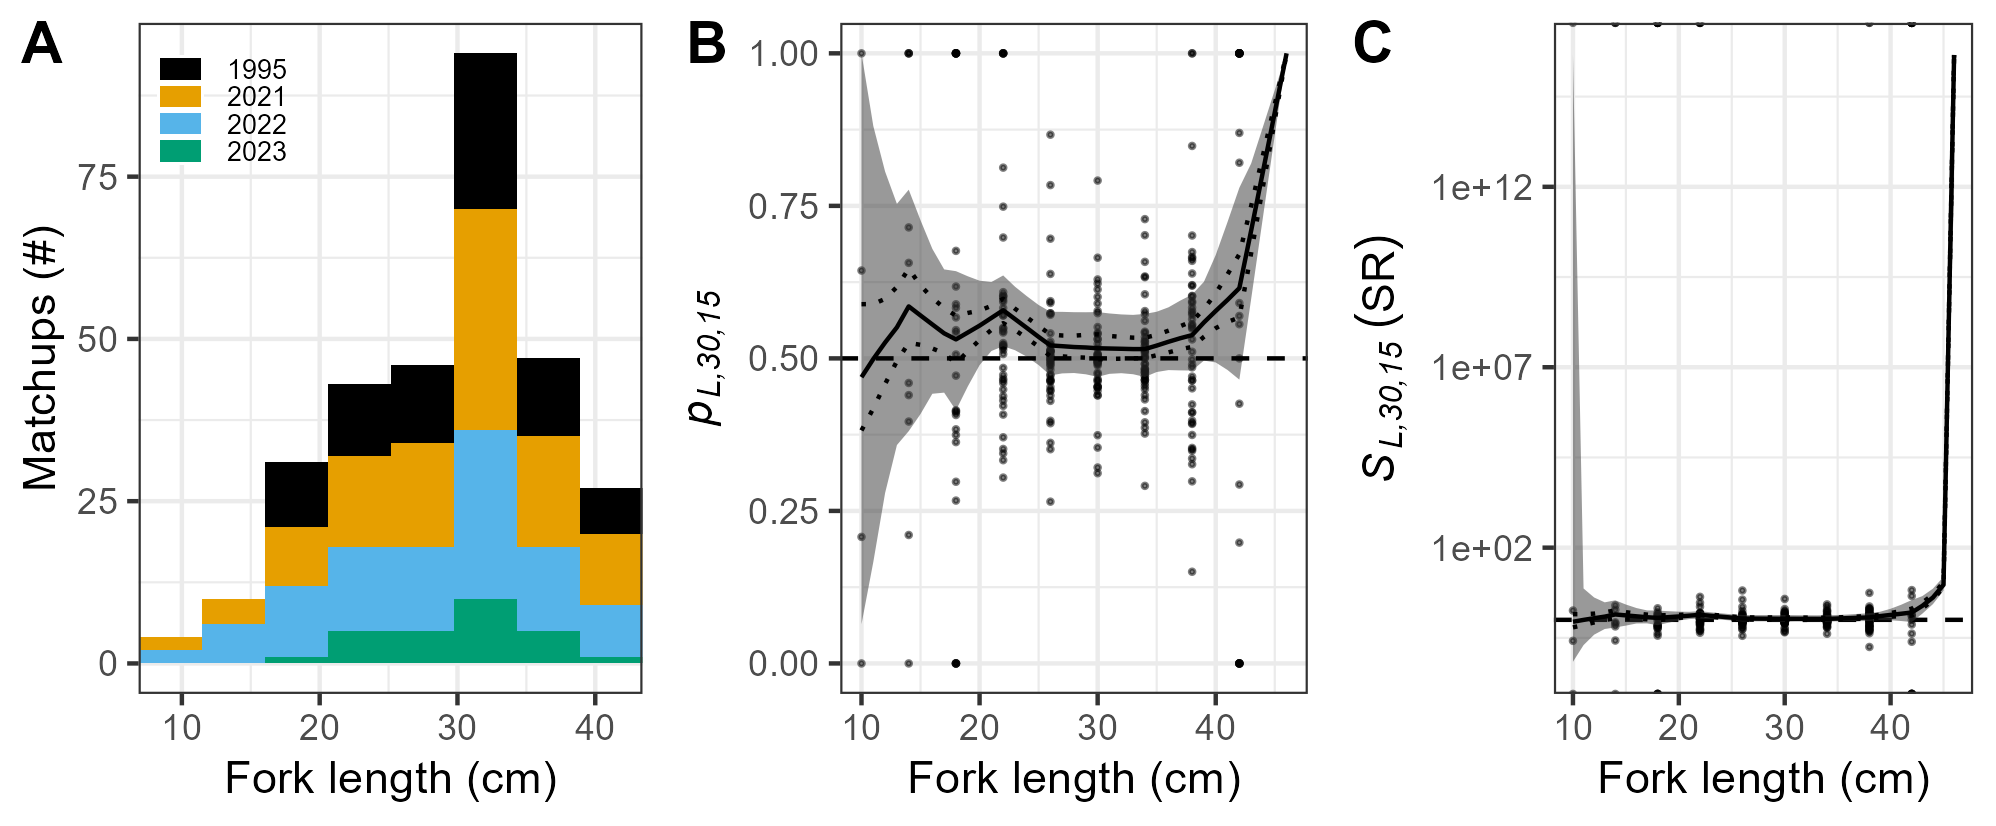 A
1995
2021
2022
2023
75
50
25
0
Matchups (#)
10 20 30 40
Fork length (cm)
B
1.00
0.75
0.50
0.25
0.00
p L,30,15
10 20 30 40
Fork length (cm)
C
1e+12
1e+07
1e+02
S L,30,15 (SR)
10 20 30 40
Fork length (cm)